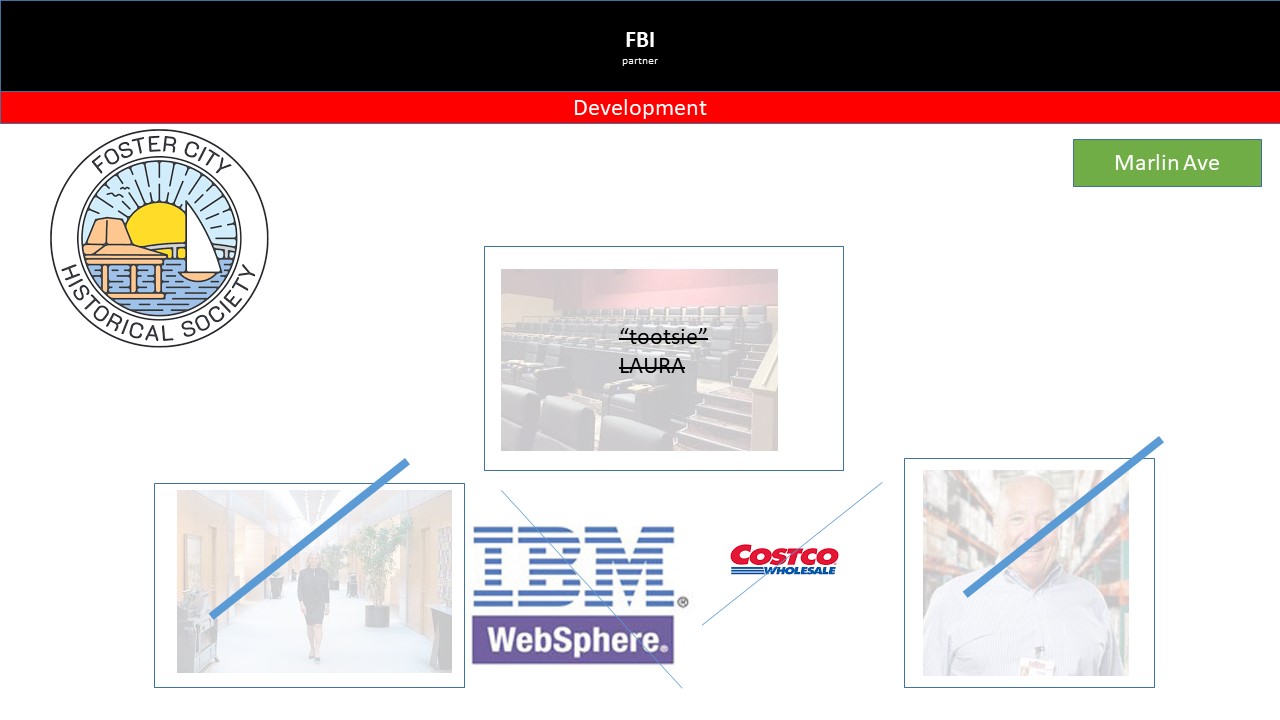 FBI
partner
Development
FOSTER CITY
HISTORICAL SOCIETY
Marlin Ave
“tootsie”
LAURA
IBM®
WebSphere®
COSTCO
WHOLESALE